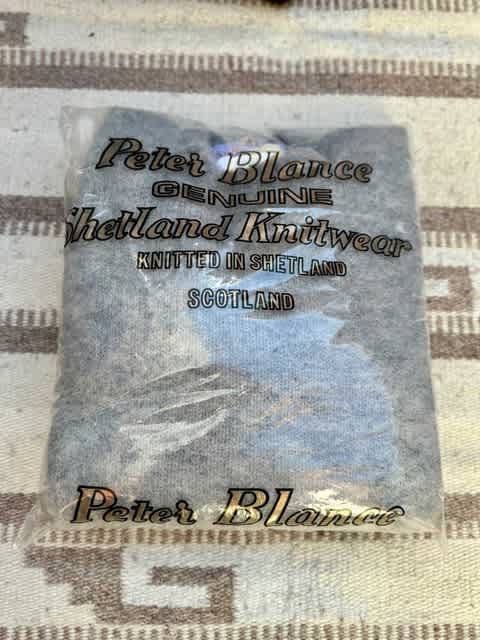 Peter Blance
GENUINE
Shetland Knitwear
KNITTED IN SHETLAND
SCOTLAND
Peter Blance